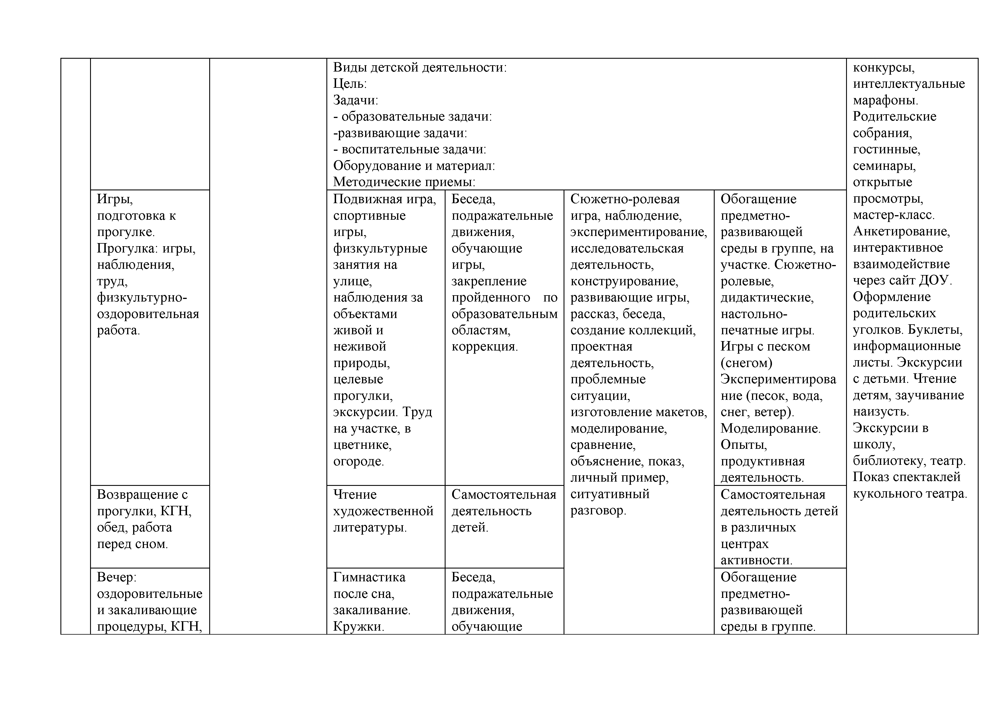 Виды детской деятельности:
Цель:
Задачи:
- образовательные задачи:
-развивающие задачи:
- воспитательные задачи:
Оборудование и материал:
Методические приемы:
Игры,
подготовка к
прогулке.
Прогулка: игры,
наблюдения,
труд,
физкультурно-
оздоровительная
работа.
Подвижная игра,
спортивные
игры,
физкультурные
занятия на
улице,
наблюдения за
объектами
живой и
неживой
природы,
целевые
прогулки,
экскурсии. Труд
на участке, в
цветнике,
огороде.
Беседа,
подражательные
движения,
обучающие
игры,
закрепление
пройденного по
образовательным
областям,
коррекция.
Сюжетно-ролевая
игра, наблюдение,
экспериментирование,
исследовательская
деятельность,
конструирование,
развивающие игры,
рассказ, беседа,
создание коллекций,
проектная
деятельность,
проблемные
ситуации,
изготовление макетов,
моделирование,
сравнение,
объяснение, показ,
личный пример,
ситуативный
разговор.
Обогащение
предметно-
развивающей
среды в группе, на
участке. Сюжетно-
ролевые,
дидактические,
настольно-
печатные игры.
Игры с песком
(снегом)
Экспериментирова
ние (песок, вода,
снег, ветер).
Моделирование.
Опыты,
продуктивная
деятельность.
конкурсы,
интеллектуальные
марафоны.
Родительские
собрания,
гостинные,
семинары,
открытые
просмотры,
мастер-класс.
Анкетирование,
интерактивное
взаимодействие
через сайт ДОУ.
Оформление
родительских
уголков. Буклеты,
информационные
листы. Экскурсии
с детьми. Чтение
детям, заучивание
наизусть.
Экскурсии в
школу,
библиотеку, театр.
Показ спектаклей
кукольного театра.
Возвращение с
прогулки, КГН,
обед, работа
перед сном.
Чтение
художественной
литературы.
Самостоятельная
деятельность
детей.
Самостоятельная
деятельность детей
в различных
центрах
активности.
Вечер:
оздоровительные
и закаливающие
процедуры, КГН,
Гимнастика
после сна,
закаливание.
Кружки.
Беседа,
подражательные
движения,
обучающие
Обогащение
предметно-
развивающей
среды в группе.